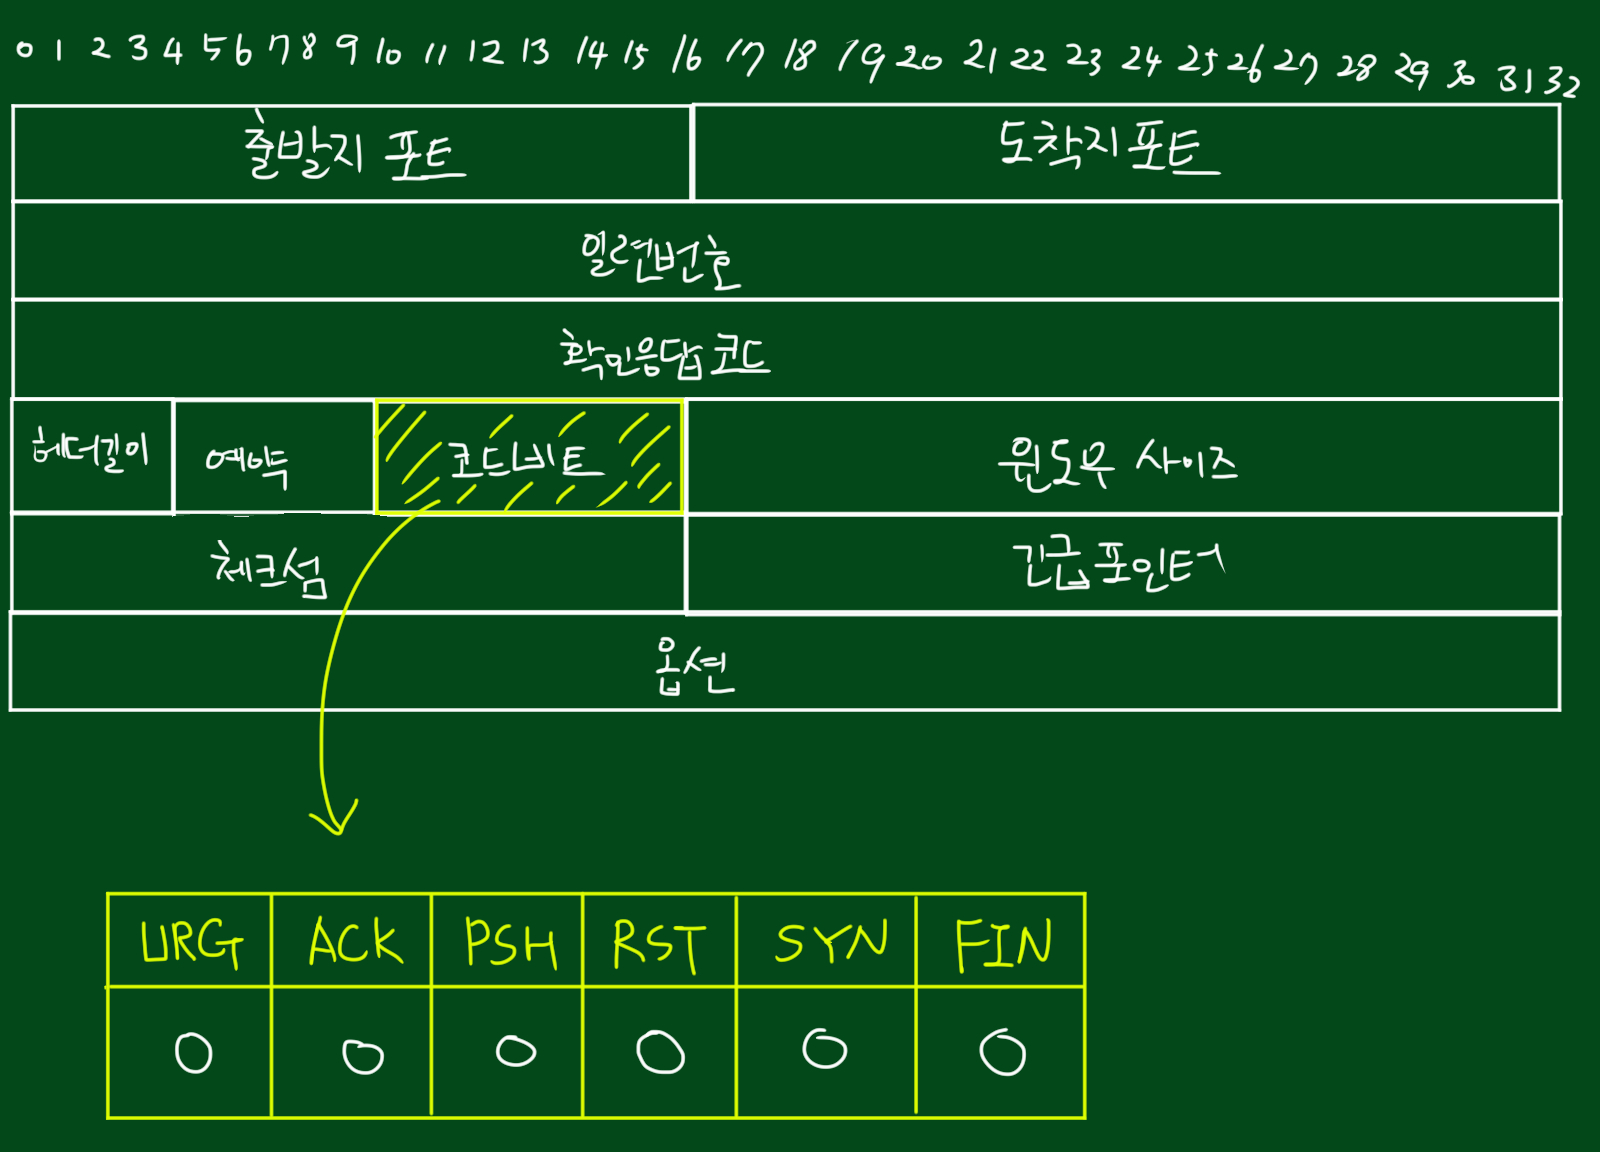 0 1 2 3 4 5 6 7 8 9 10 11 12 13 14 15 16 17 18 19 20 21 22 23 24 25 26 27 28 29 30 31 32
출발지 포트 도착지 포트
일련번호
확인응답 코드
헤더길이 예약 코드비트 윈도우 사이즈
체크섬 긴급 포인터
옵션
URG ACK PSH RST SYN FIN
0 0 0 0 0 0